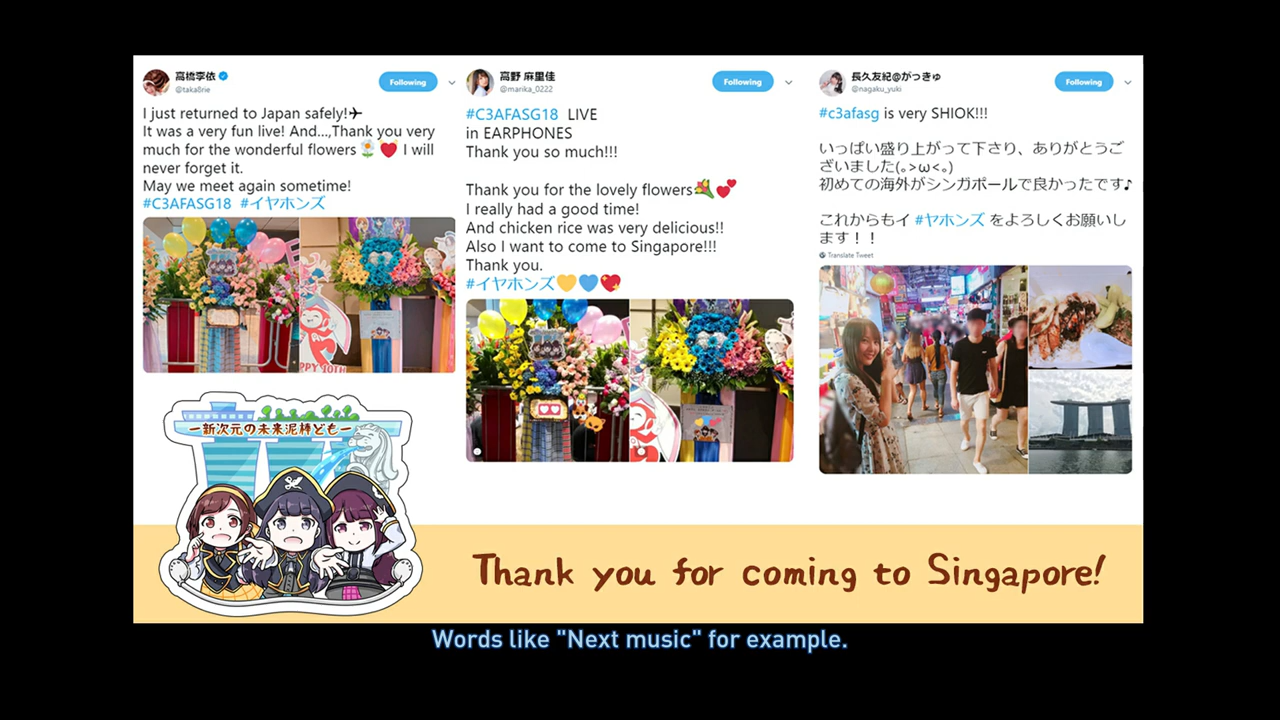 高橋李依
@taka8rie
Following
I just returned to Japan safely!✈
It was a very fun live! And...,Thank you very
much for the wonderful flowers🌼❤️ I will
never forget it.
May we meet again sometime!
#C3AFASG18 #イヤホンズ
高野 麻里佳
@marika_0222
Following
#C3AFASG18 LIVE
in EARPHONES
Thank you so much!!!
Thank you for the lovely flowers💐💕
I really had a good time!
And chicken rice was very delicious!!
Also I want to come to Singapore!!!
Thank you.
#イヤホンズ💛💙💖
長久友紀@がっきゅ
@nagaku_yuki
Following
#c3afasg is very SHIOK!!!
いっぱい盛り上がって下さり、ありがとうご
ざいました(｡>ω<｡)
初めての海外がシンガポールで良かったです♪
これからもイ #ヤホンズ をよろしくお願いし
ます！！
Translate Tweet
ー新次元の未来泥棒どもー
Thank you for coming to Singapore!
Words like "Next music" for example.